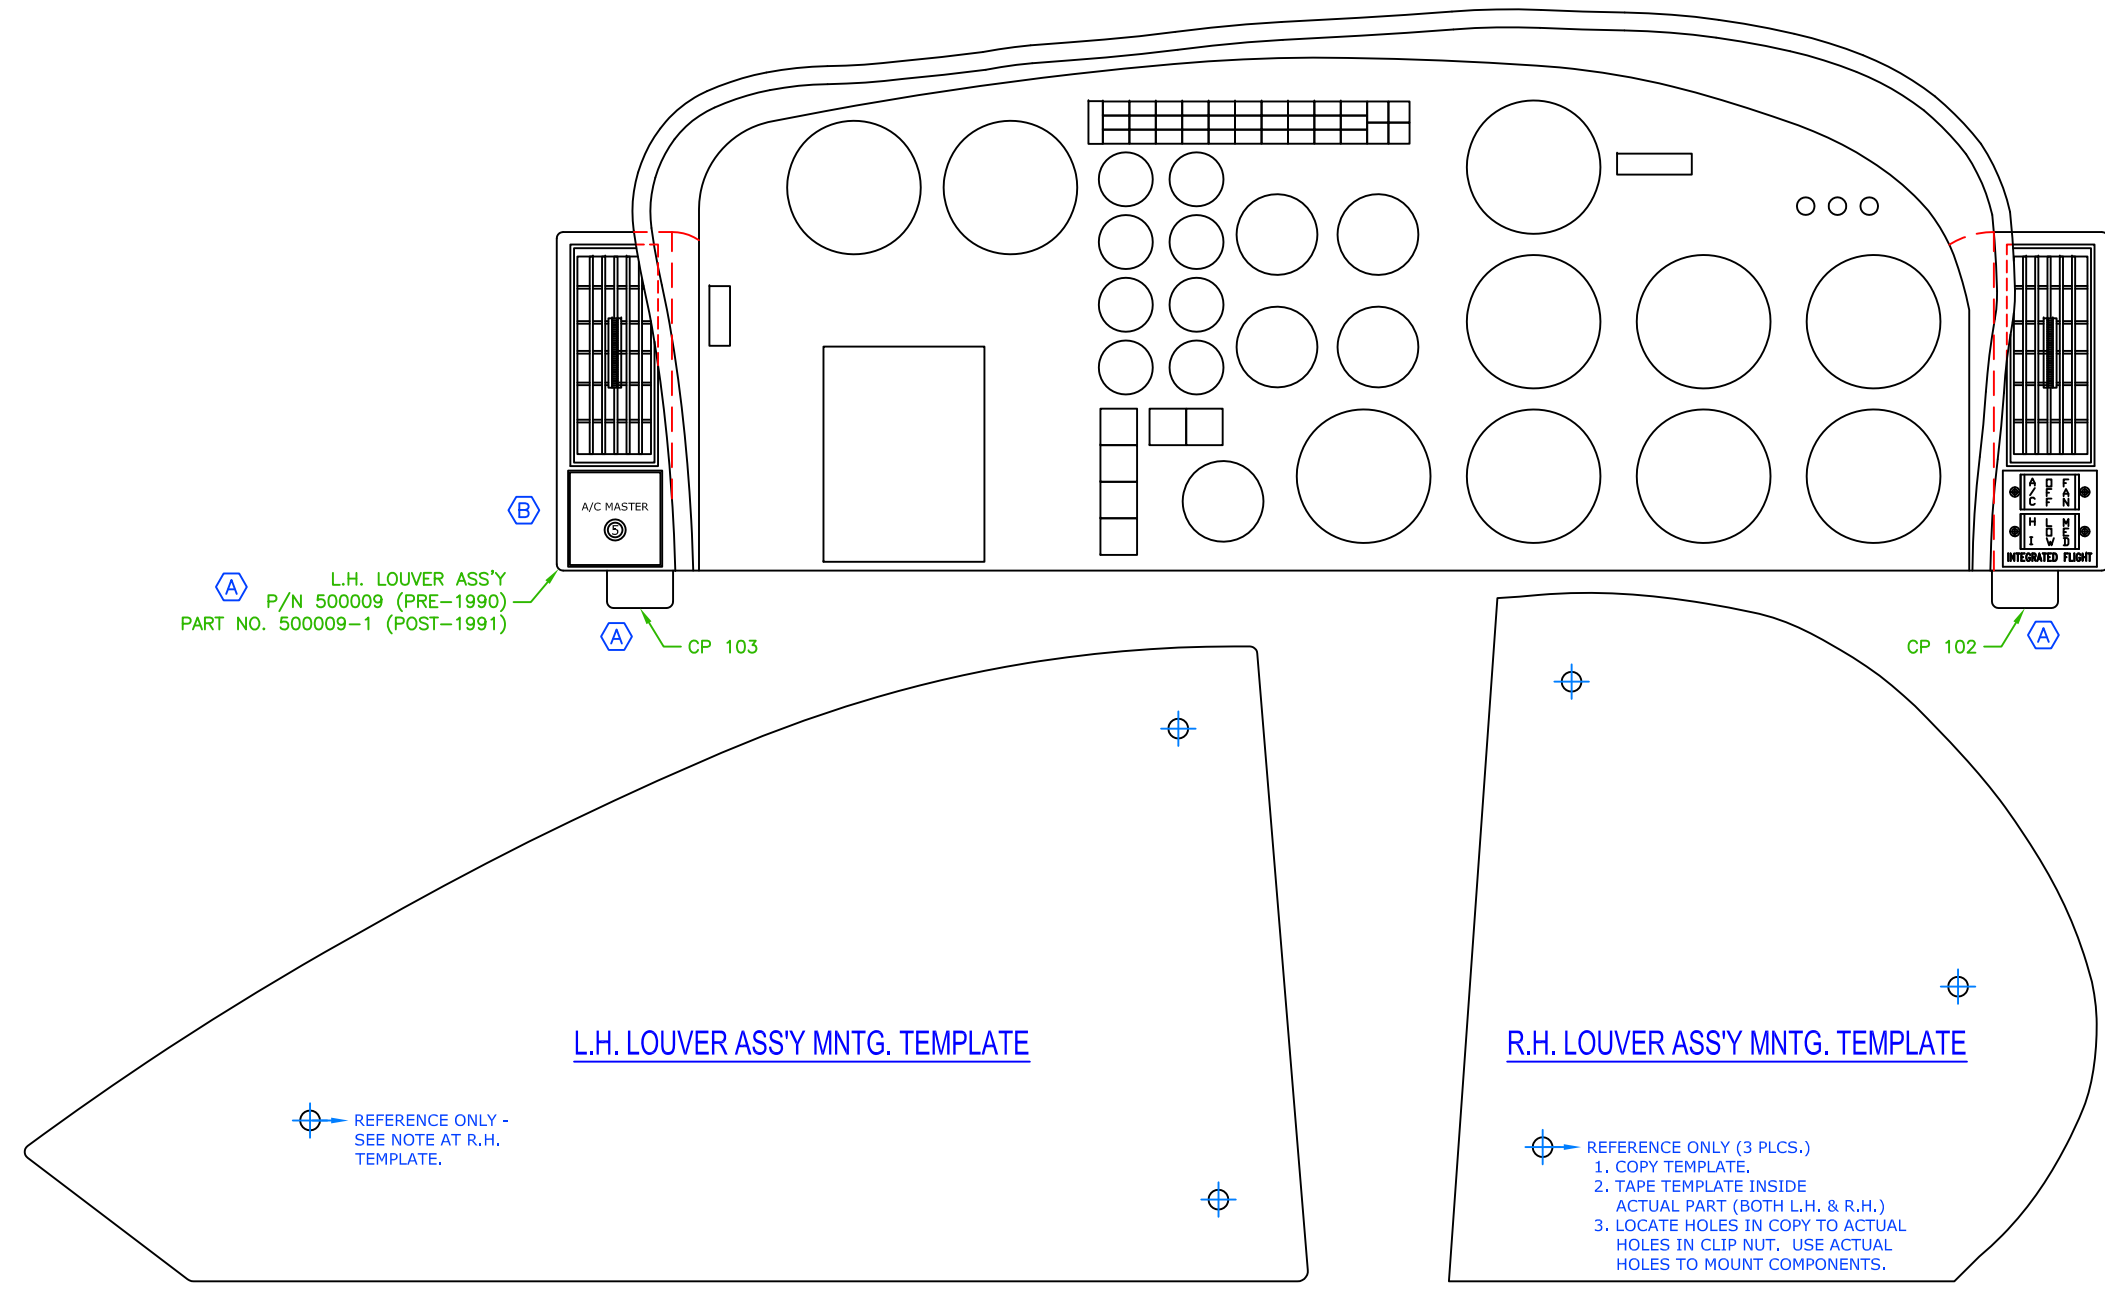 A/C MASTER
5
B
A
L.H. LOUVER ASS'Y
P/N 500009 (PRE-1990)
PART NO. 500009-1 (POST-1991)
A
CP 103
A/C OFF FAN
HI LOW MED
INTEGRATED FLIGHT
CP 102
A
L.H. LOUVER ASS'Y MNTG. TEMPLATE
REFERENCE ONLY -
SEE NOTE AT R.H.
TEMPLATE.
R.H. LOUVER ASS'Y MNTG. TEMPLATE
REFERENCE ONLY (3 PLCS.)
1. COPY TEMPLATE.
2. TAPE TEMPLATE INSIDE
ACTUAL PART (BOTH L.H. & R.H.)
3. LOCATE HOLES IN COPY TO ACTUAL
HOLES IN CLIP NUT. USE ACTUAL
HOLES TO MOUNT COMPONENTS.